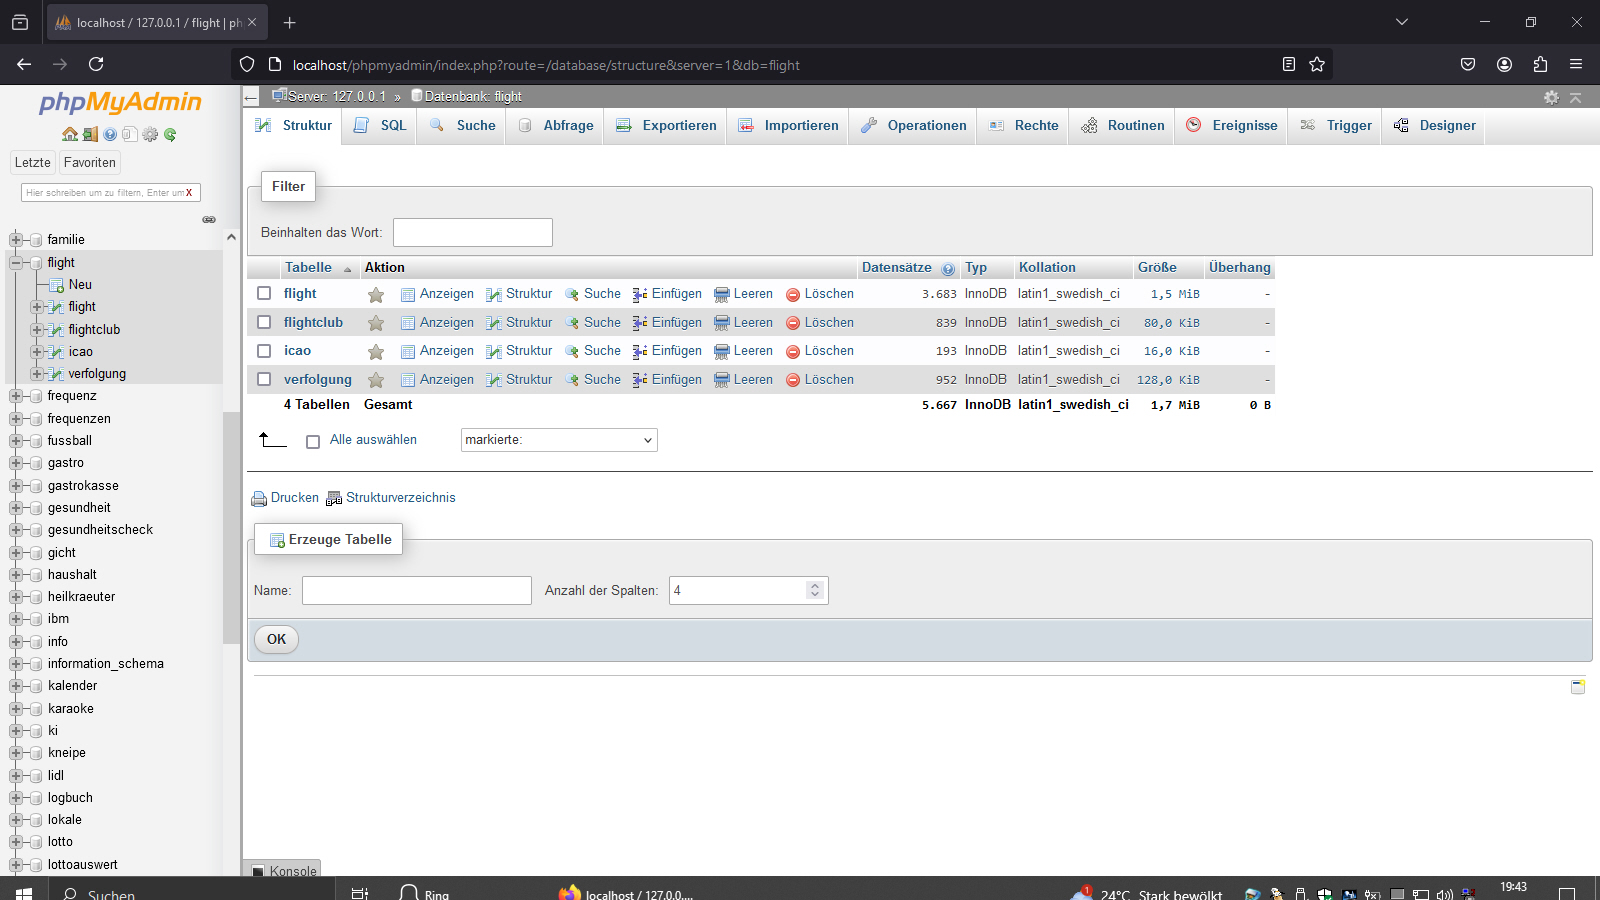 localhost / 127.0.0.1 / flight | ph
localhost/phpmyadmin/index.php?route=/database/structure&server=1&db=flight
phpMyAdmin
Letzte Favoriten
Hier schreiben um zu filtern, Enter um X
familie
flight
Neu
flight
flightclub
icao
verfolgung
frequenz
frequenzen
fussball
gastro
gastrokasse
gesundheit
gesundheitscheck
gicht
haushalt
heilkraeuter
ibm
info
information_schema
kalender
karaoke
ki
kneipe
lidl
logbuch
lokale
lotto
lottoauswert
Server: 127.0.0.1 » Datenbank: flight
Struktur SQL Suche Abfrage Exportieren Importieren Operationen Rechte Routinen Ereignisse Trigger Designer
Filter
Beinhalten das Wort:
Tabelle Aktion Datensätze Typ Kollation Größe Überhang
flight Anzeigen Struktur Suche Einfügen Leeren Löschen 3.683 InnoDB latin1_swedish_ci 1,5 MiB -
flightclub Anzeigen Struktur Suche Einfügen Leeren Löschen 839 InnoDB latin1_swedish_ci 80,0 KiB -
icao Anzeigen Struktur Suche Einfügen Leeren Löschen 193 InnoDB latin1_swedish_ci 16,0 KiB -
verfolgung Anzeigen Struktur Suche Einfügen Leeren Löschen 952 InnoDB latin1_swedish_ci 128,0 KiB -
4 Tabellen Gesamt 5.667 InnoDB latin1_swedish_ci 1,7 MiB 0 B
Alle auswählen markierte:
Drucken Strukturverzeichnis
Erzeuge Tabelle
Name: Anzahl der Spalten: 4
OK
Konsole
Suchen Ring localhost / 127.0.0.... 1 24°C Stark bewölkt 19:43